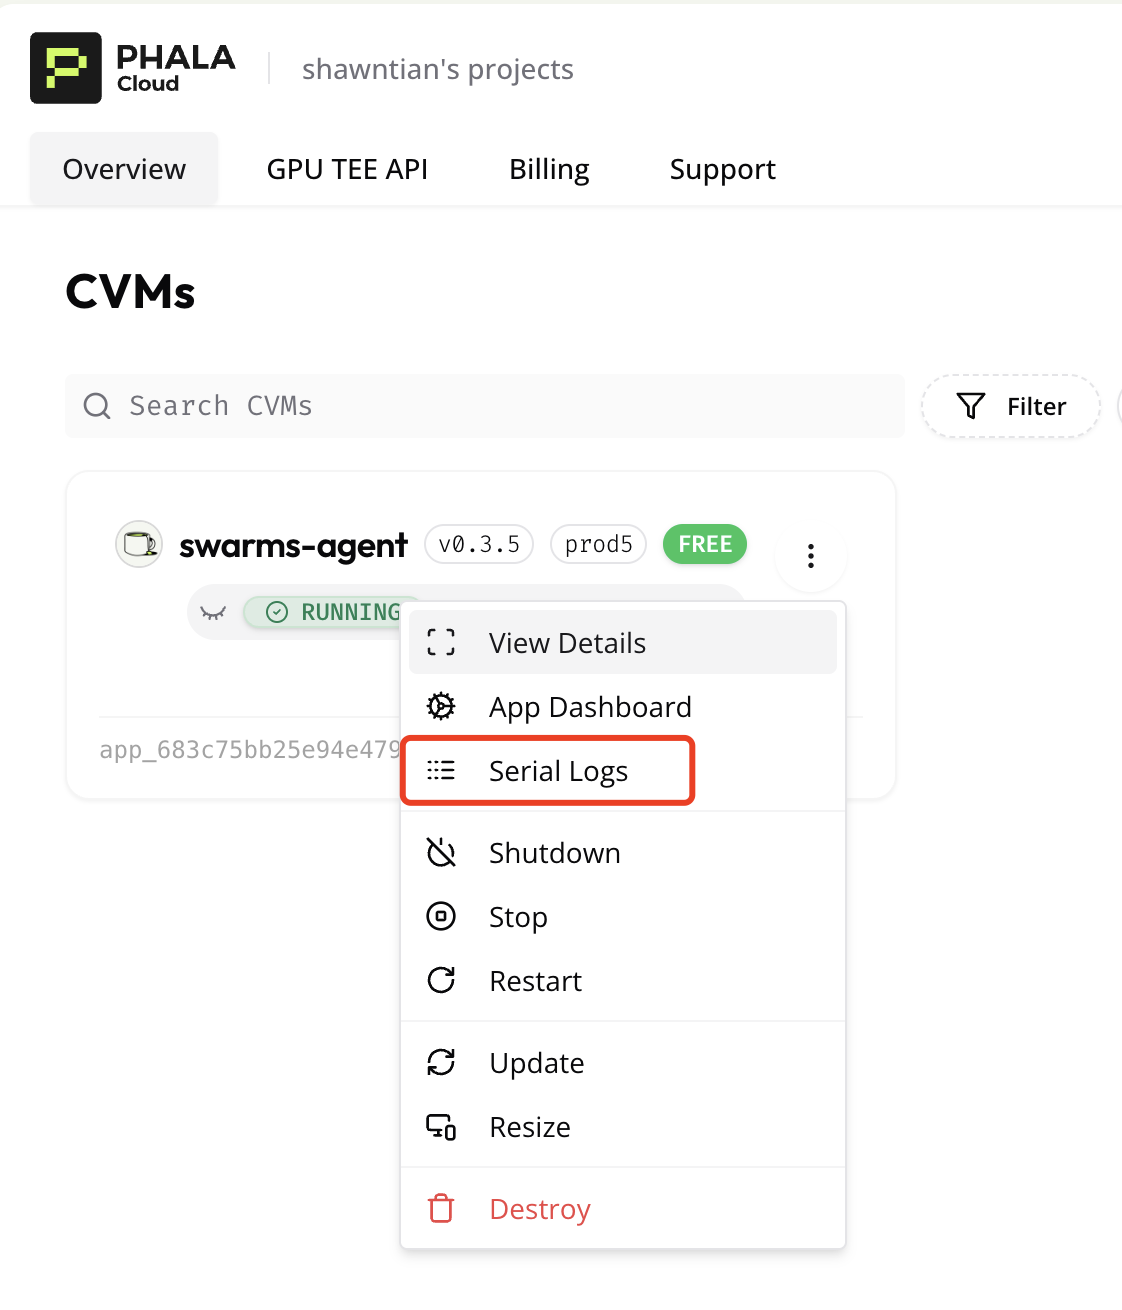 PHALA
Cloud
shawntian's projects
Overview
GPU TEE API
Billing
Support
CVMs
Search CVMs
Filter
swarms-agent
v0.3.5
prod5
FREE
RUNNING
View Details
App Dashboard
app_683c75bb25e94e479
Serial Logs
Shutdown
Stop
Restart
Update
Resize
Destroy